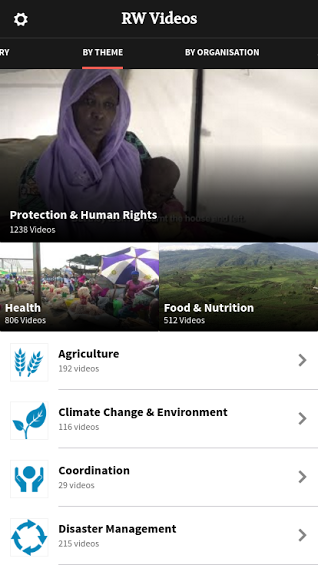 RW Videos
RY
BY THEME
BY ORGANISATION
Protection & Human Rights
1238 Videos
Health
806 Videos
Food & Nutrition
512 Videos
Agriculture
192 videos
Climate Change & Environment
116 videos
Coordination
29 videos
Disaster Management
215 videos